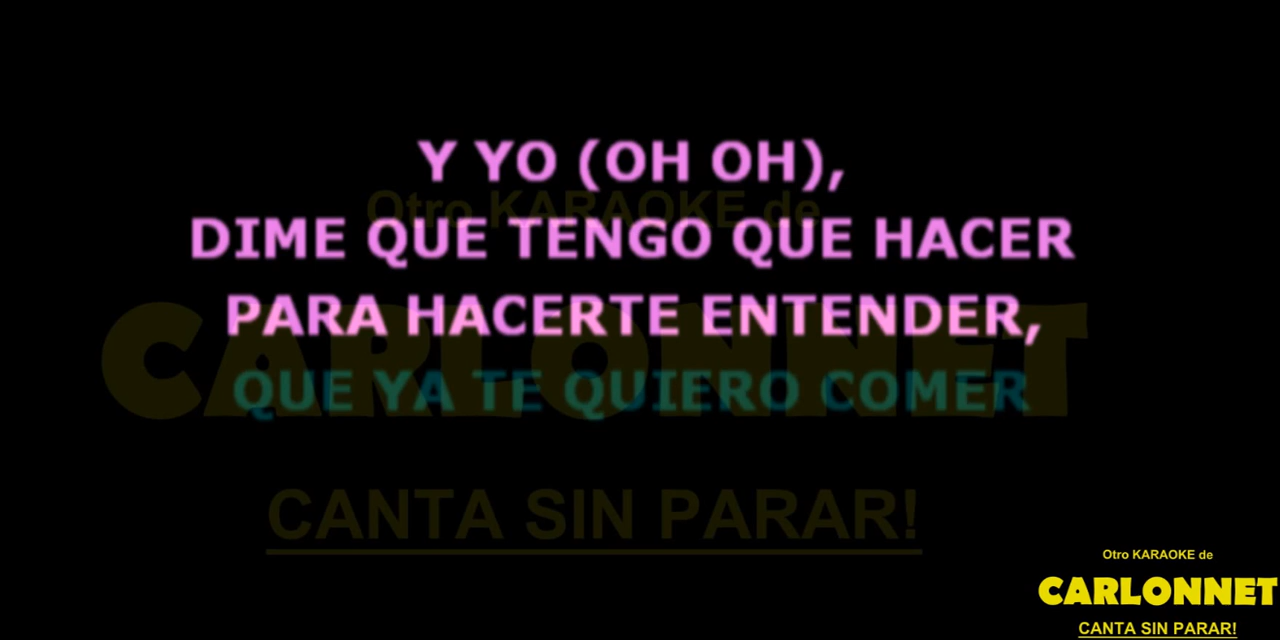 Y YO (OH OH),
Otro KARAOKE de
DIME QUE TENGO QUE HACER
PARA HACERTE ENTENDER,
CARLONNET
QUE YA TE QUIERO COMER
CANTA SIN PARAR!
Otro KARAOKE de
CARLONNET
CANTA SIN PARAR!